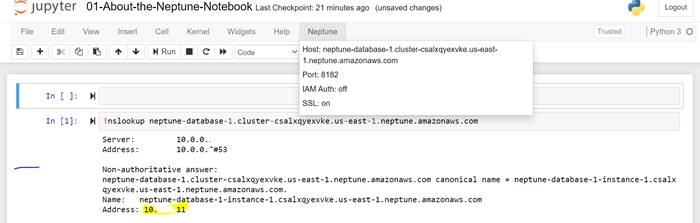 jupyter 01-About-the-Neptune-Notebook Last Checkpoint: 21 minutes ago (unsaved changes)
Logout
File Edit View Insert Cell Kernel Widgets Help Neptune
Trusted Python 3
Run Code
Host: neptune-database-1.cluster-csalxqyexvke.us-east-
1.neptune.amazonaws.com
Port: 8182
IAM Auth: off
SSL: on
In [ ]:
In [1]: !nslookup neptune-database-1.cluster-csalxqyexvke.us-east-1.neptune.amazonaws.com
Server: 10.0.0.
Address: 10.0.0. #53
Non-authoritative answer:
neptune-database-1.cluster-csalxqyexvke.us-east-1.neptune.amazonaws.com canonical name = neptune-database-1-instance-1.csalx
qyexvke.us-east-1.neptune.amazonaws.com.
Name: neptune-database-1-instance-1.csalxqyexvke.us-east-1.neptune.amazonaws.com
Address: 10. 11